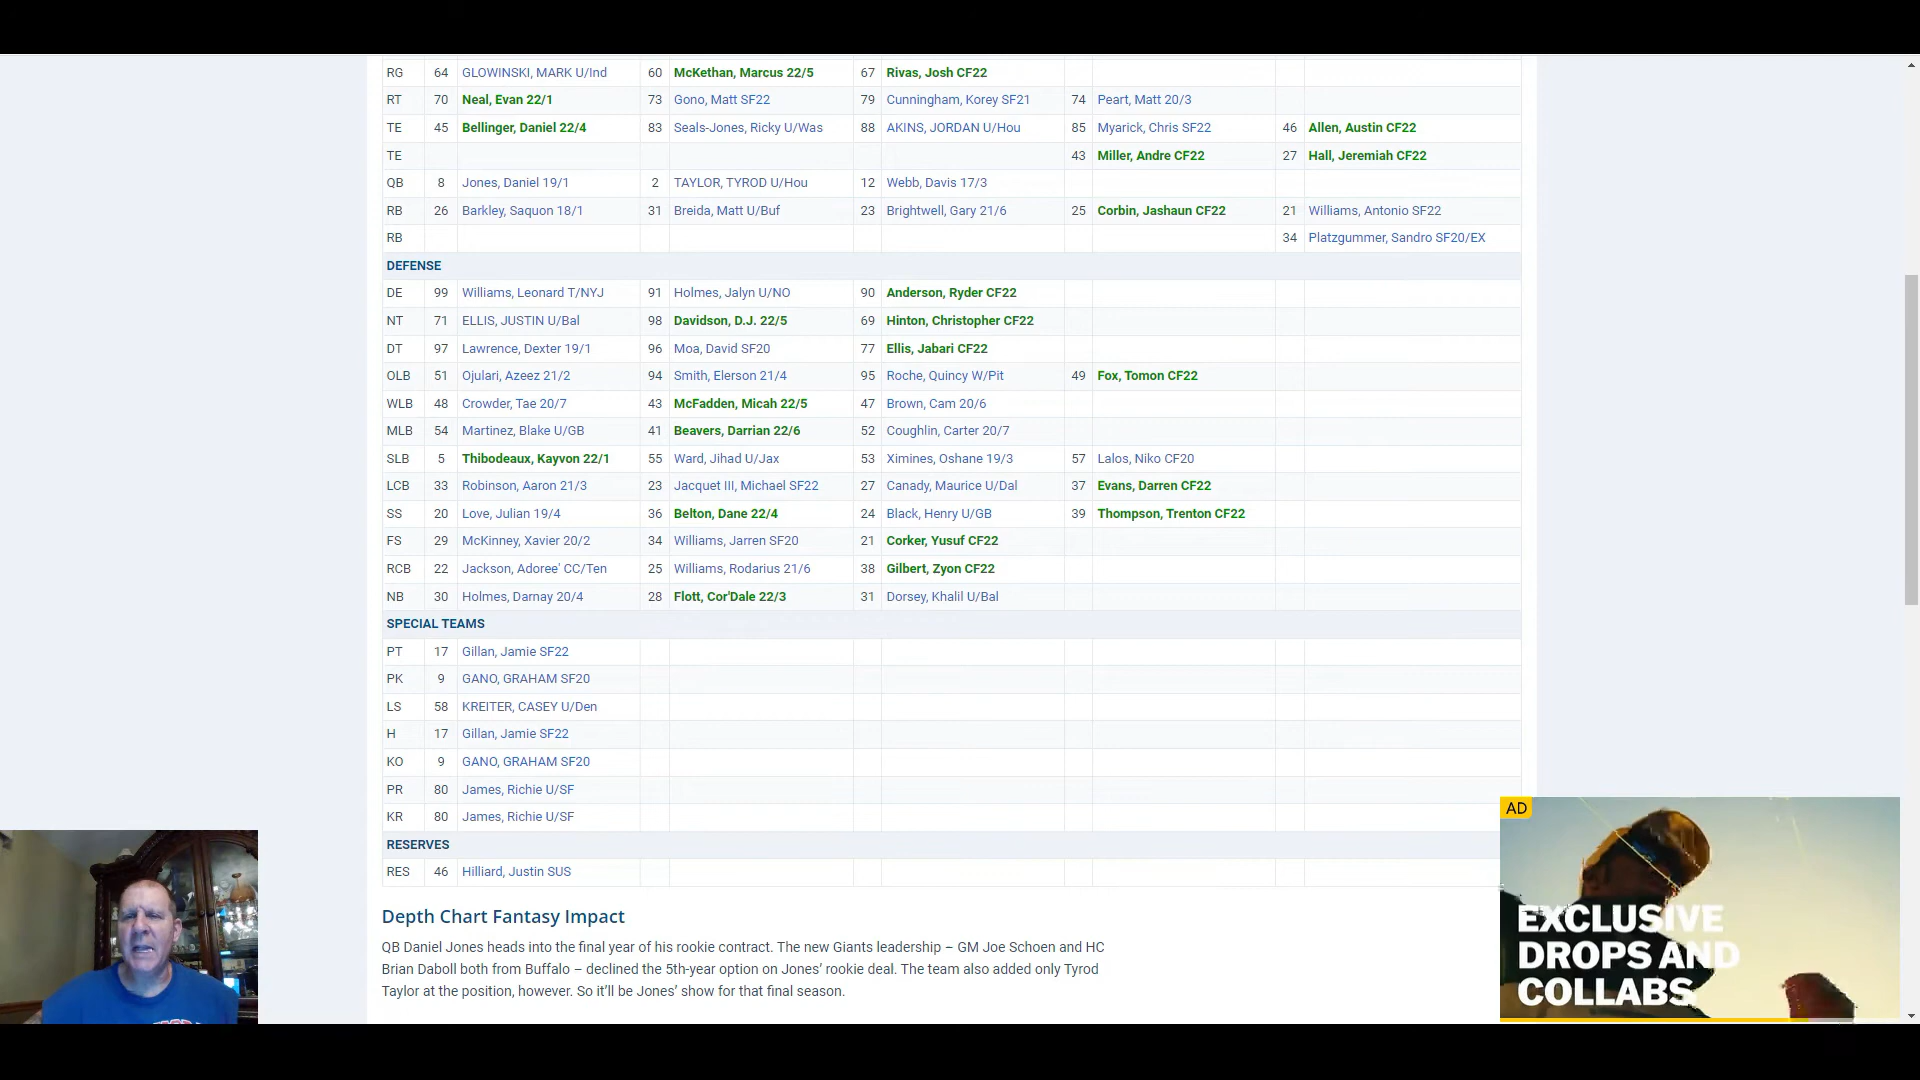 RG 64 GLOWINSKI, MARK U/Ind 60 McKethan, Marcus 22/5 67 Rivas, Josh CF22
RT 70 Neal, Evan 22/1 73 Gono, Matt SF22 79 Cunningham, Korey SF21 74 Peart, Matt 20/3
TE 45 Bellinger, Daniel 22/4 83 Seals-Jones, Ricky U/Was 88 AKINS, JORDAN U/Hou 85 Myarick, Chris SF22 46 Allen, Austin CF22
TE 43 Miller, Andre CF22 27 Hall, Jeremiah CF22
QB 8 Jones, Daniel 19/1 2 TAYLOR, TYROD U/Hou 12 Webb, Davis 17/3
RB 26 Barkley, Saquon 18/1 31 Breida, Matt U/Buf 23 Brightwell, Gary 21/6 25 Corbin, Jashaun CF22 21 Williams, Antonio SF22
RB 34 Platzgummer, Sandro SF20/EX
DEFENSE
DE 99 Williams, Leonard T/NYJ 91 Holmes, Jalyn U/NO 90 Anderson, Ryder CF22
NT 71 ELLIS, JUSTIN U/Bal 98 Davidson, D.J. 22/5 69 Hinton, Christopher CF22
DT 97 Lawrence, Dexter 19/1 96 Moa, David SF20 77 Ellis, Jabari CF22
OLB 51 Ojulari, Azeez 21/2 94 Smith, Elerson 21/4 95 Roche, Quincy W/Pit 49 Fox, Tomon CF22
WLB 48 Crowder, Tae 20/7 43 McFadden, Micah 22/5 47 Brown, Cam 20/6
MLB 54 Martinez, Blake U/GB 41 Beavers, Darrian 22/6 52 Coughlin, Carter 20/7
SLB 5 Thibodeaux, Kayvon 22/1 55 Ward, Jihad U/Jax 53 Ximines, Oshane 19/3 57 Lalos, Niko CF20
LCB 33 Robinson, Aaron 21/3 23 Jacquet III, Michael SF22 27 Canady, Maurice U/Dal 37 Evans, Darren CF22
SS 20 Love, Julian 19/4 36 Belton, Dane 22/4 24 Black, Henry U/GB 39 Thompson, Trenton CF22
FS 29 McKinney, Xavier 20/2 34 Williams, Jarren SF20 21 Corker, Yusuf CF22
RCB 22 Jackson, Adoree' CC/Ten 25 Williams, Rodarius 21/6 38 Gilbert, Zyon CF22
NB 30 Holmes, Darnay 20/4 28 Flott, Cor'Dale 22/3 31 Dorsey, Khalil U/Bal
SPECIAL TEAMS
PT 17 Gillan, Jamie SF22
PK 9 GANO, GRAHAM SF20
LS 58 KREITER, CASEY U/Den
H 17 Gillan, Jamie SF22
KO 9 GANO, GRAHAM SF20
PR 80 James, Richie U/SF
KR 80 James, Richie U/SF
RESERVES
RES 46 Hilliard, Justin SUS
Depth Chart Fantasy Impact
QB Daniel Jones heads into the final year of his rookie contract. The new Giants leadership – GM Joe Schoen and HC
Brian Daboll both from Buffalo – declined the 5th-year option on Jones’ rookie deal. The team also added only Tyrod
Taylor at the position, however. So it’ll be Jones’ show for that final season.
AD
EXCLUSIVE
DROPS AND
COLLABS